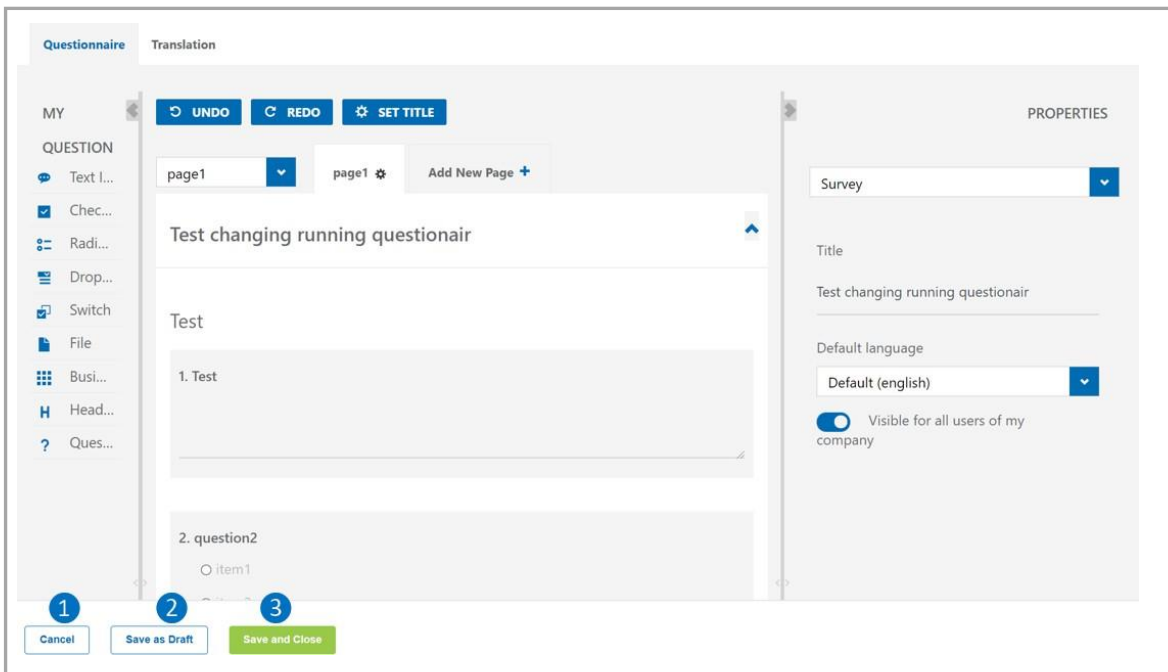 Questionnaire Translation
MY
QUESTION
Text I...
Chec...
Radi...
Drop...
Switch
File
Busi...
Head...
Ques...
UNDO REDO SET TITLE
page1 page1 Add New Page +
Test changing running questionair
Test
1. Test
2. question2
item1
PROPERTIES
Survey
Title
Test changing running questionair
Default language
Default (english)
Visible for all users of my
company
1 2 3
Cancel Save as Draft Save and Close